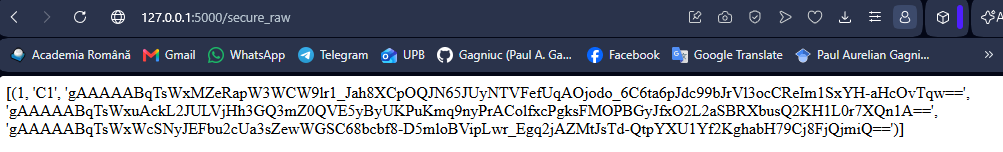 127.0.0.1:5000/secure_raw
Academia Română Gmail WhatsApp Telegram UPB Gagniuc (Paul A. Ga... Facebook Google Translate Paul Aurelian Gagni... »
[(1, 'C1', 'gAAAAABqTsWxMZeRapW3WCW9lr1_Jah8XCpOQJN65JUyNTVFefUqAOjodo_6C6ta6pJdc99bJrVl3ocCReIm1SxYH-aHcOvTqw==',
'gAAAAABqTsWxuAckL2JULVjHh3GQ3mZ0QVE5yByUKPuKmq9nyPrAColfxcPgksFMOPBGyJfxO2L2aSBRXbusQ2KH1L0r7XQn1A==',
'gAAAAABqTsWxWcSNyJEFbu2cUa3sZewWGSC68bcbf8-D5mloBVipLwr_Egq2jAZMtJsTd-QtpYXU1Yf2KghabH79Cj8FjQjmiQ==')]